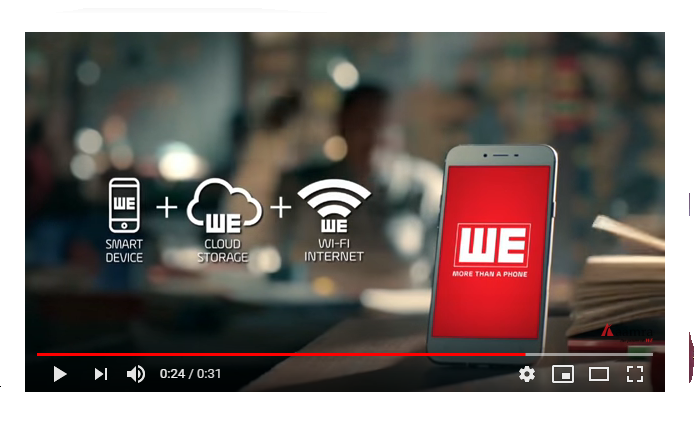 WE
SMART
DEVICE
+
WE
CLOUD
STORAGE
+
WE
WI-FI
INTERNET
WE
MORE THAN A PHONE
0:24 / 0:31